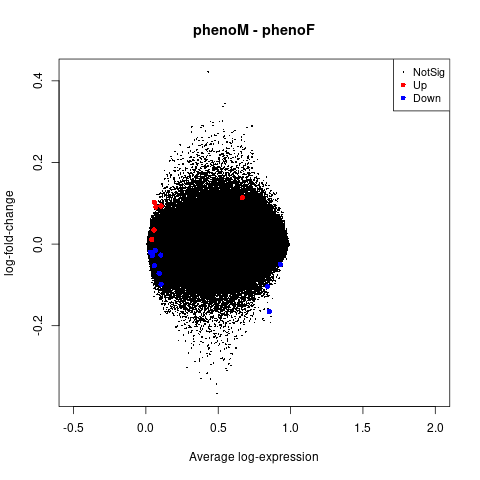 phenoM - phenoF
NotSig
Up
Down
0.4
0.2
0.0
-0.2
log-fold-change
-0.5
0.0
0.5
1.0
1.5
2.0
Average log-expression